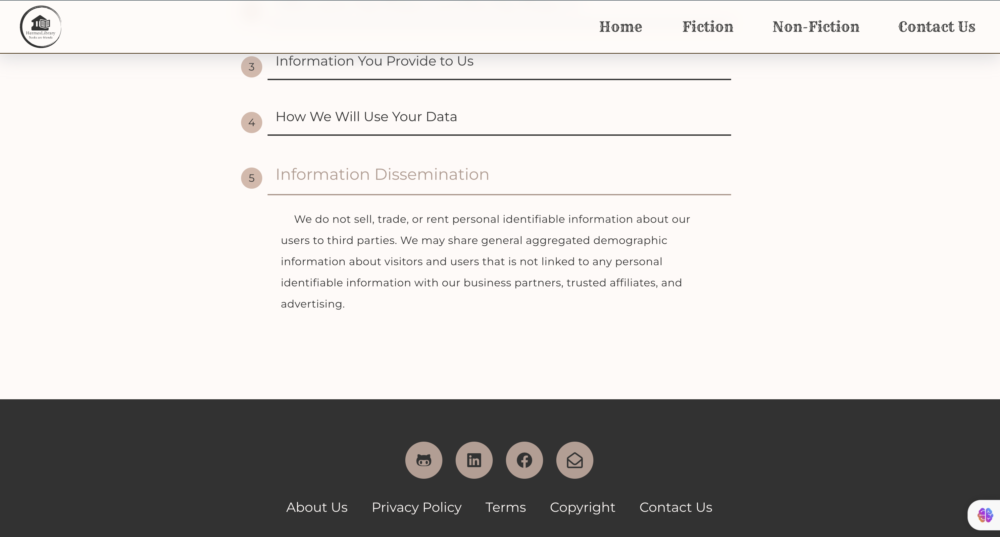 HermesLibrary
Books are friends
Home Fiction Non-Fiction Contact Us
3 Information You Provide to Us
4 How We Will Use Your Data
5 Information Dissemination
We do not sell, trade, or rent personal identifiable information about our
users to third parties. We may share general aggregated demographic
information about visitors and users that is not linked to any personal
identifiable information with our business partners, trusted affiliates, and
advertising.
in
About Us Privacy Policy Terms Copyright Contact Us